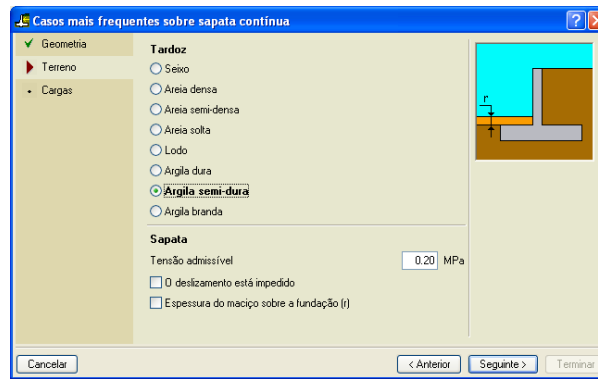 Casos mais frequentes sobre sapata contínua
Geometria
Terreno
Cargas
Tardoz
Seixo
Areia densa
Areia semi-densa
Areia solta
Lodo
Argila dura
Argila semi-dura
Argila branda
Sapata
Tensão admissível 0.20 MPa
O deslizamento está impedido
Espessura do maciço sobre a fundação (r)
r
Cancelar < Anterior Seguinte > Terminar